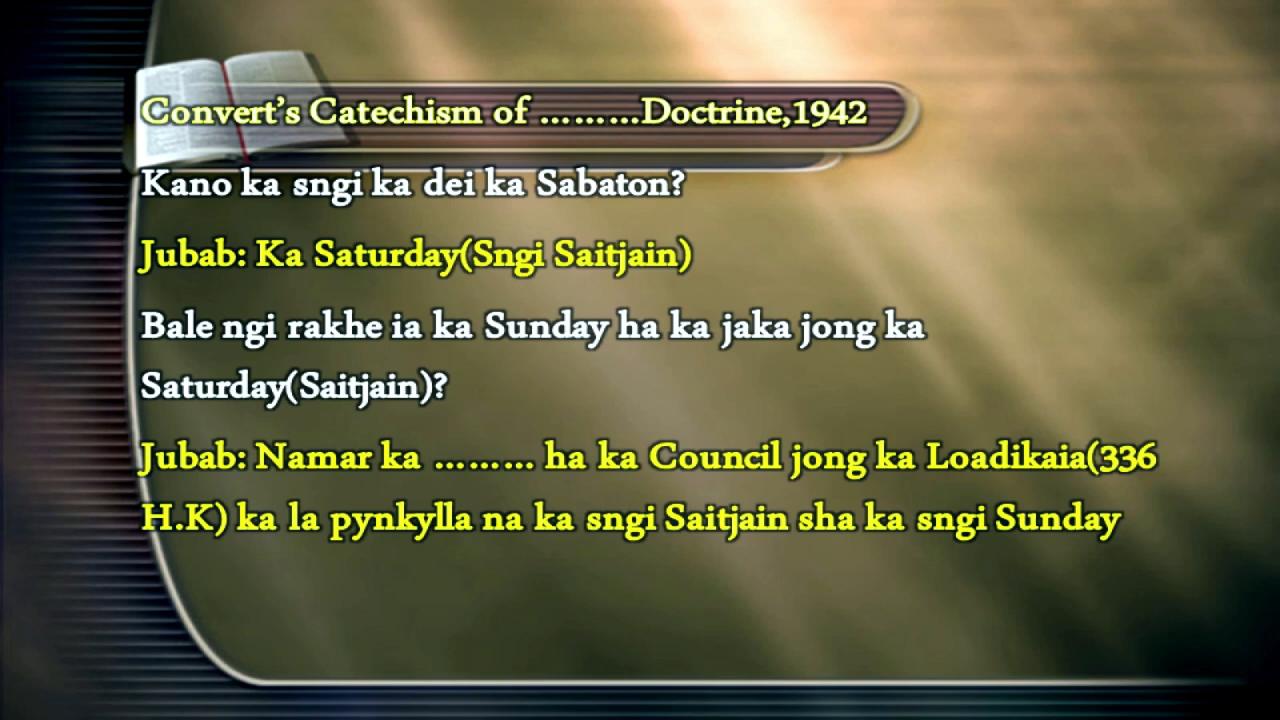 Convert’s Catechism of .........Doctrine,1942
Kano ka sngi ka dei ka Sabaton?
Jubab: Ka Saturday(Sngi Saitjain)
Bale ngi rakhe ia ka Sunday ha ka jaka jong ka
Saturday(Saitjain)?
Jubab: Namar ka ......... ha ka Council jong ka Loadikaia(336
H.K) ka la pynkylla na ka sngi Saitjain sha ka sngi Sunday